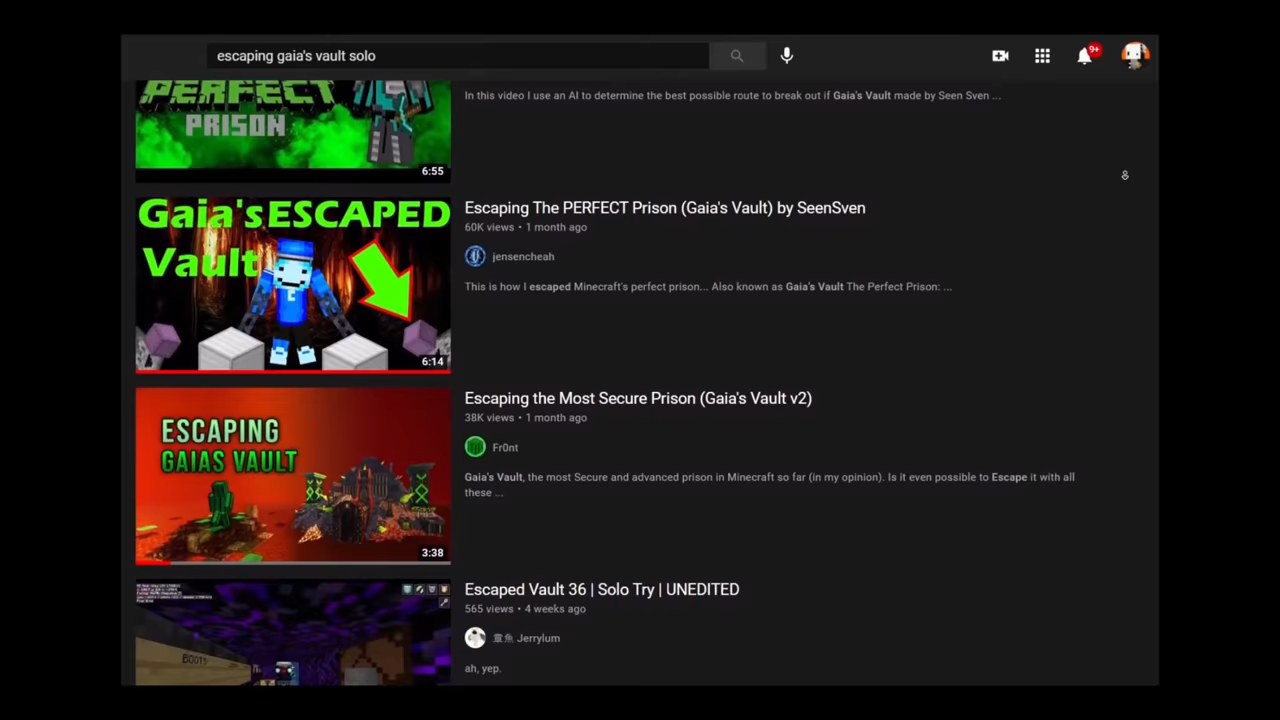 escaping gaia's vault solo
9+
PERFECT
PRISON
6:55
In this video I use an AI to determine the best possible route to break out if Gaia's Vault made by Seen Sven ...
Gaia's ESCAPED
Vault
6:14
Escaping The PERFECT Prison (Gaia's Vault) by SeenSven
60K views • 1 month ago
jensencheah
This is how I escaped Minecraft's perfect prison... Also known as Gaia's Vault The Perfect Prison: ...
ESCAPING
GAIAS VAULT
3:38
Escaping the Most Secure Prison (Gaia's Vault v2)
38K views • 1 month ago
Fr0nt
Gaia's Vault, the most Secure and advanced prison in Minecraft so far (in my opinion). Is it even possible to Escape it with all
these ...
Escaped Vault 36 | Solo Try | UNEDITED
565 views • 4 weeks ago
章魚 Jerrylum
ah, yep.